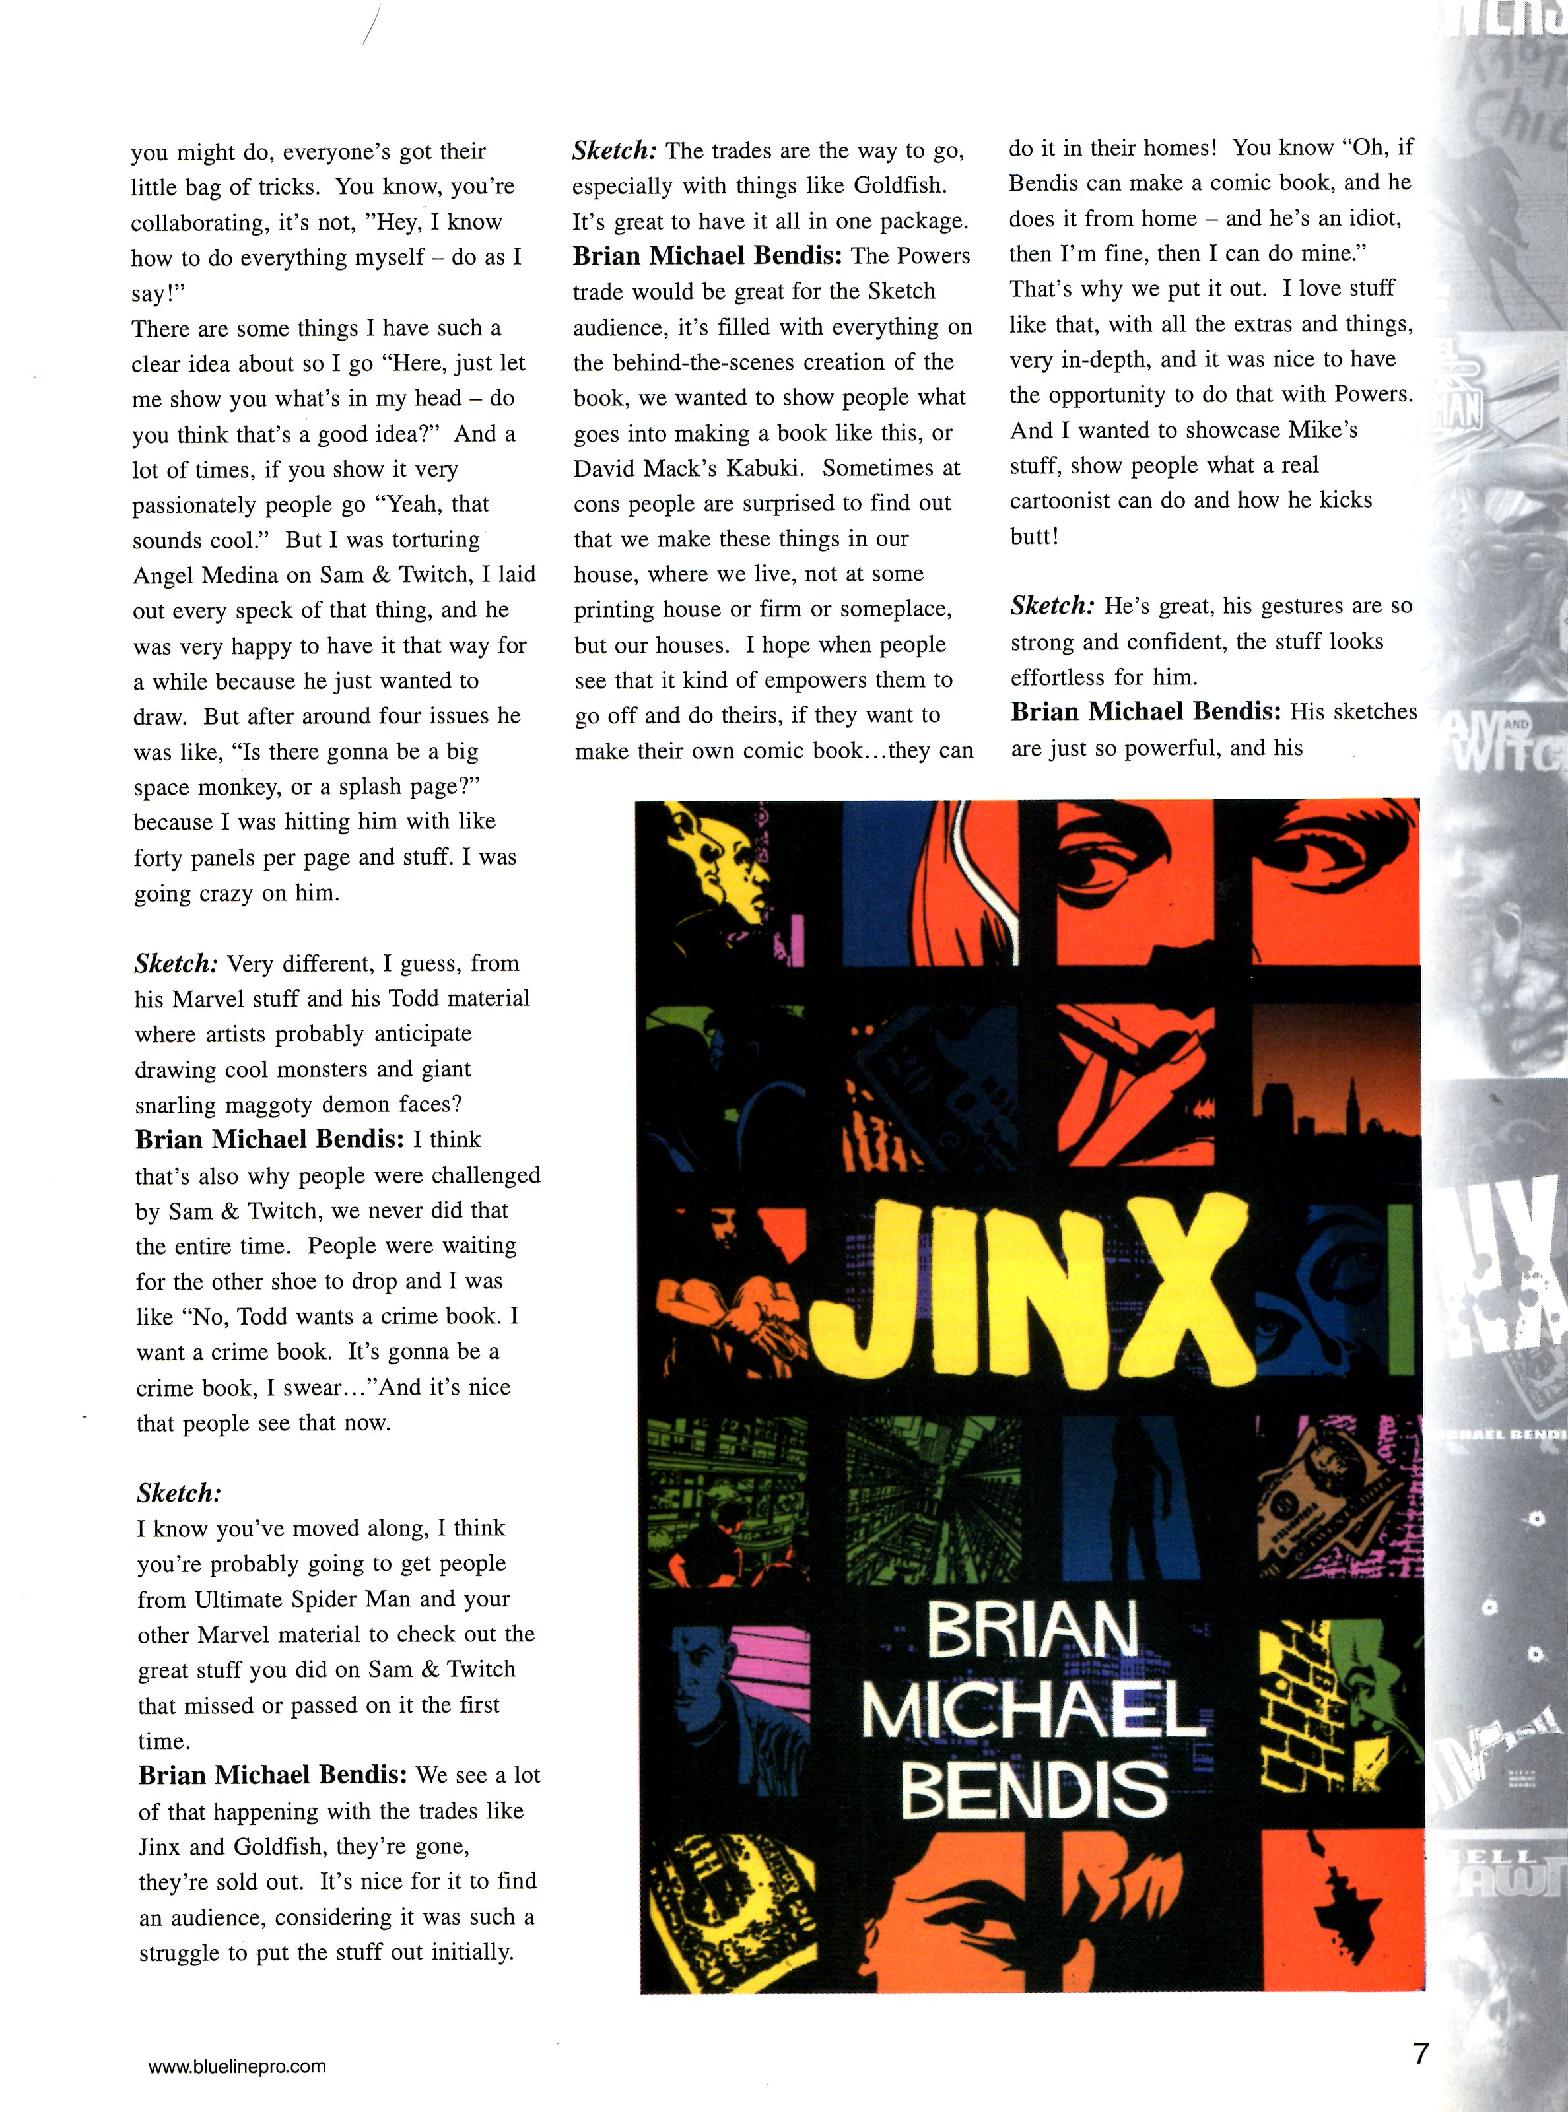 you might do, everyone's got their
little bag of tricks.  You know, you're
collaborating, it's not, "Hey, I know
how to do everything myself – do as I
say!"
There are some things I have such a
clear idea about so I go "Here, just let
me show you what's in my head – do
you think that's a good idea?"  And a
lot of times, if you show it very
passionately people go "Yeah, that
sounds cool."  But I was torturing
Angel Medina on Sam & Twitch, I laid
out every speck of that thing, and he
was very happy to have it that way for
a while because he just wanted to
draw.  But after around four issues he
was like, "Is there gonna be a big
space monkey, or a splash page?"
because I was hitting him with like
forty panels per page and stuff. I was
going crazy on him.
Sketch: Very different, I guess, from
his Marvel stuff and his Todd material
where artists probably anticipate
drawing cool monsters and giant
snarling maggoty demon faces?
Brian Michael Bendis: I think
that's also why people were challenged
by Sam & Twitch, we never did that
the entire time.  People were waiting
for the other shoe to drop and I was
like "No, Todd wants a crime book. I
want a crime book.  It's gonna be a
crime book, I swear..."And it's nice
that people see that now.
Sketch:
I know you've moved along, I think
you're probably going to get people
from Ultimate Spider Man and your
other Marvel material to check out the
great stuff you did on Sam & Twitch
that missed or passed on it the first
time.
Brian Michael Bendis: We see a lot
of that happening with the trades like
Jinx and Goldfish, they're gone,
they're sold out.  It's nice for it to find
an audience, considering it was such a
struggle to put the stuff out initially.
Sketch: The trades are the way to go,
especially with things like Goldfish.
It's great to have it all in one package.
Brian Michael Bendis: The Powers
trade would be great for the Sketch
audience, it's filled with everything on
the behind-the-scenes creation of the
book, we wanted to show people what
goes into making a book like this, or
David Mack's Kabuki.  Sometimes at
cons people are surprised to find out
that we make these things in our
house, where we live, not at some
printing house or firm or someplace,
but our houses.  I hope when people
see that it kind of empowers them to
go off and do theirs, if they want to
make their own comic book...they can
do it in their homes!  You know "Oh, if
Bendis can make a comic book, and he
does it from home – and he's an idiot,
then I'm fine, then I can do mine."
That's why we put it out.  I love stuff
like that, with all the extras and things,
very in-depth, and it was nice to have
the opportunity to do that with Powers.
And I wanted to showcase Mike's
stuff, show people what a real
cartoonist can do and how he kicks
butt!
Sketch: He's great, his gestures are so
strong and confident, the stuff looks
effortless for him.
Brian Michael Bendis: His sketches
are just so powerful, and his
JINX
BRIAN
MICHAEL
BENDIS
20
20
AND
www.bluelinepro.com
7